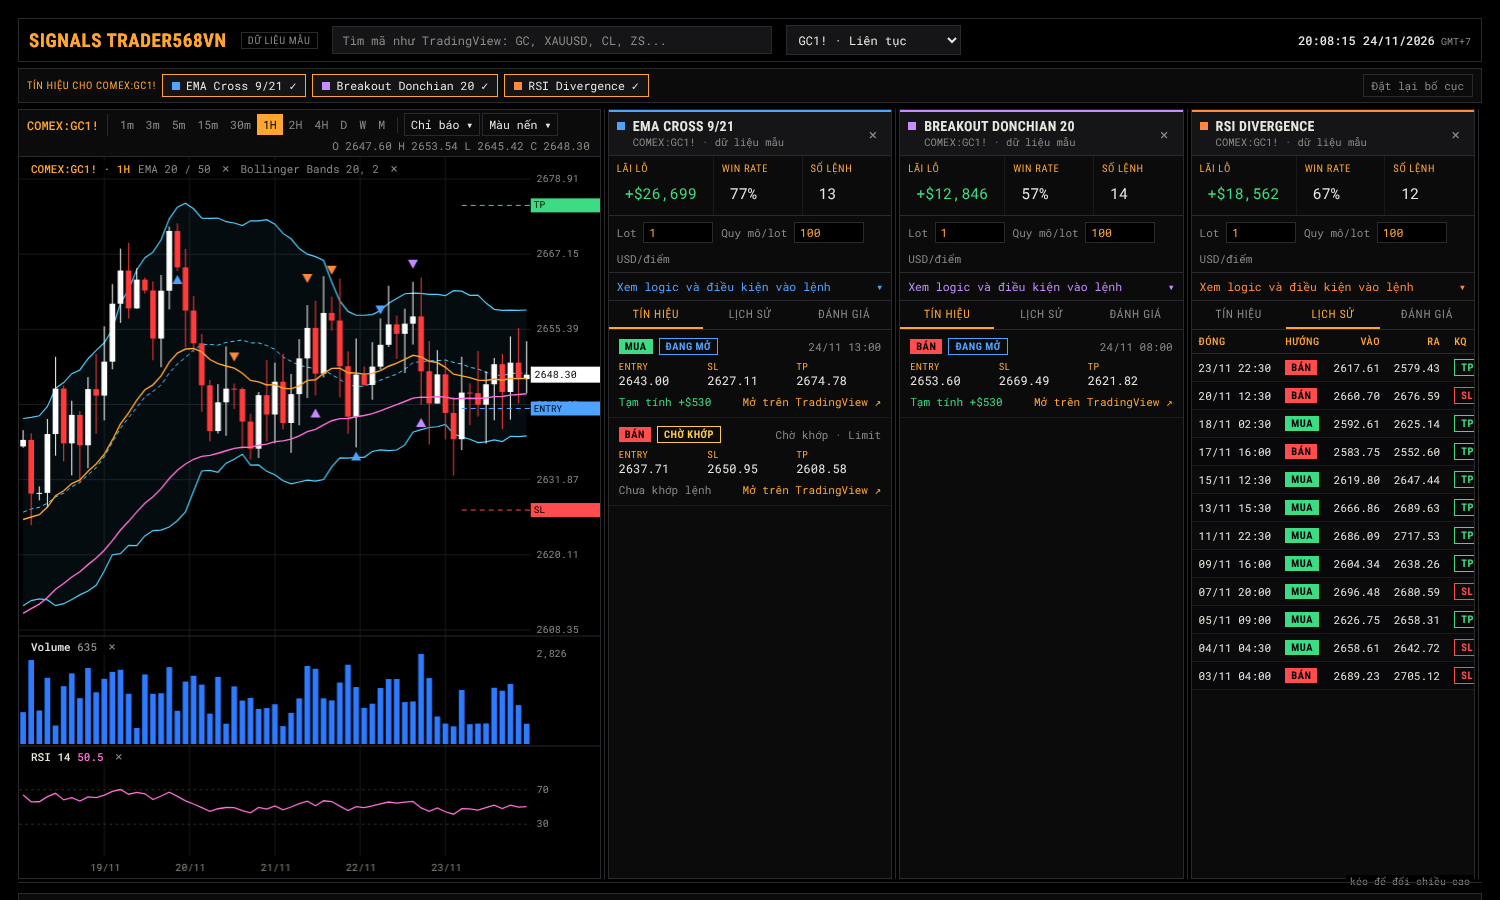 SIGNALS TRADER568VN DỮ LIỆU MẪU Tìm mã như TradingView: GC, XAUUSD, CL, ZS... GC1! · Liên tục 20:08:15 24/11/2026 GMT+7
TÍN HIỆU CHO COMEX:GC1! EMA Cross 9/21 ✓ Breakout Donchian 20 ✓ RSI Divergence ✓ Đặt lại bố cục
COMEX:GC1! 1m 3m 5m 15m 30m 1H 2H 4H D W M Chỉ báo ▾ Màu nến ▾
O 2647.60 H 2653.54 L 2645.42 C 2648.30
COMEX:GC1! · 1H EMA 20 / 50 × Bollinger Bands 20, 2 ×
2678.91
TP
2667.15
2655.39
2648.30
ENTRY
2631.87
SL
2620.11
2608.35
Volume 635 ×
2,826
RSI 14 50.5 ×
70
30
19/11 20/11 21/11 22/11 23/11
EMA CROSS 9/21 ×
COMEX:GC1! · dữ liệu mẫu
LÃI LỖ WIN RATE SỐ LỆNH
+$26,699 77% 13
Lot 1 Quy mô/lot 100
USD/điểm
Xem logic và điều kiện vào lệnh ▾
TÍN HIỆU LỊCH SỬ ĐÁNH GIÁ
MUA ĐANG MỞ 24/11 13:00
ENTRY SL TP
2643.00 2627.11 2674.78
Tạm tính +$530 Mở trên TradingView ↗
BÁN CHỜ KHỚP Chờ khớp · Limit
ENTRY SL TP
2637.71 2650.95 2608.58
Chưa khớp lệnh Mở trên TradingView ↗
BREAKOUT DONCHIAN 20 ×
COMEX:GC1! · dữ liệu mẫu
LÃI LỖ WIN RATE SỐ LỆNH
+$12,846 57% 14
Lot 1 Quy mô/lot 100
USD/điểm
Xem logic và điều kiện vào lệnh ▾
TÍN HIỆU LỊCH SỬ ĐÁNH GIÁ
BÁN ĐANG MỞ 24/11 08:00
ENTRY SL TP
2653.60 2669.49 2621.82
Tạm tính +$530 Mở trên TradingView ↗
RSI DIVERGENCE ×
COMEX:GC1! · dữ liệu mẫu
LÃI LỖ WIN RATE SỐ LỆNH
+$18,562 67% 12
Lot 1 Quy mô/lot 100
USD/điểm
Xem logic và điều kiện vào lệnh ▾
TÍN HIỆU LỊCH SỬ ĐÁNH GIÁ
ĐÓNG HƯỚNG VÀO RA KQ
23/11 22:30 BÁN 2617.61 2579.43 TP
20/11 12:30 BÁN 2660.70 2676.59 SL
18/11 02:30 MUA 2592.61 2625.14 TP
17/11 16:00 BÁN 2583.75 2552.60 TP
15/11 12:30 MUA 2619.80 2647.44 TP
13/11 15:30 MUA 2666.86 2689.63 TP
11/11 22:30 MUA 2686.09 2717.53 TP
09/11 16:00 MUA 2604.34 2638.26 TP
07/11 20:00 MUA 2696.48 2680.59 SL
05/11 09:00 MUA 2626.75 2658.31 TP
04/11 04:30 MUA 2658.61 2642.72 SL
03/11 04:00 BÁN 2689.23 2705.12 SL
kéo để đổi chiều cao